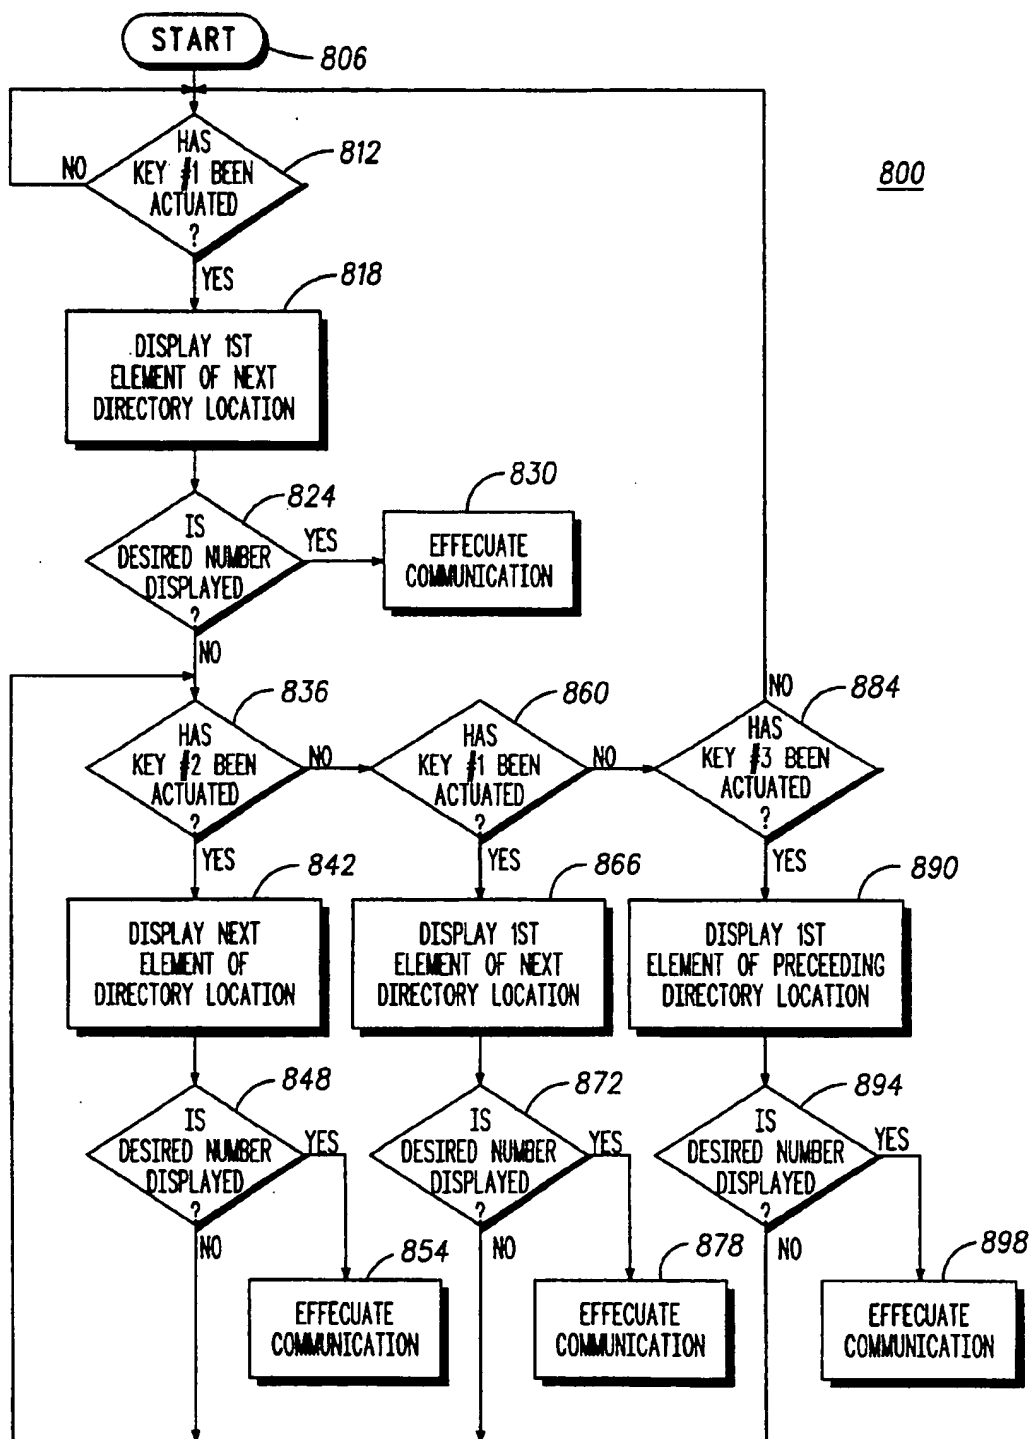 START
806
HAS
KEY #1 BEEN
ACTUATED
?
812
NO
800
YES
818
DISPLAY 1ST
ELEMENT OF NEXT
DIRECTORY LOCATION
824
IS
DESIRED NUMBER
DISPLAYED
?
YES
830
EFFECUATE
COMMUNICATION
NO
836
HAS
KEY #2 BEEN
ACTUATED
?
NO
860
HAS
KEY #1 BEEN
ACTUATED
?
NO
NO
884
HAS
KEY #3 BEEN
ACTUATED
?
YES
YES
YES
842
DISPLAY NEXT
ELEMENT OF
DIRECTORY LOCATION
866
DISPLAY 1ST
ELEMENT OF NEXT
DIRECTORY LOCATION
890
DISPLAY 1ST
ELEMENT OF PRECEEDING
DIRECTORY LOCATION
848
IS
DESIRED NUMBER
DISPLAYED
?
YES
NO
872
IS
DESIRED NUMBER
DISPLAYED
?
YES
NO
894
IS
DESIRED NUMBER
DISPLAYED
?
YES
NO
854
EFFECUATE
COMMUNICATION
878
EFFECUATE
COMMUNICATION
898
EFFECUATE
COMMUNICATION